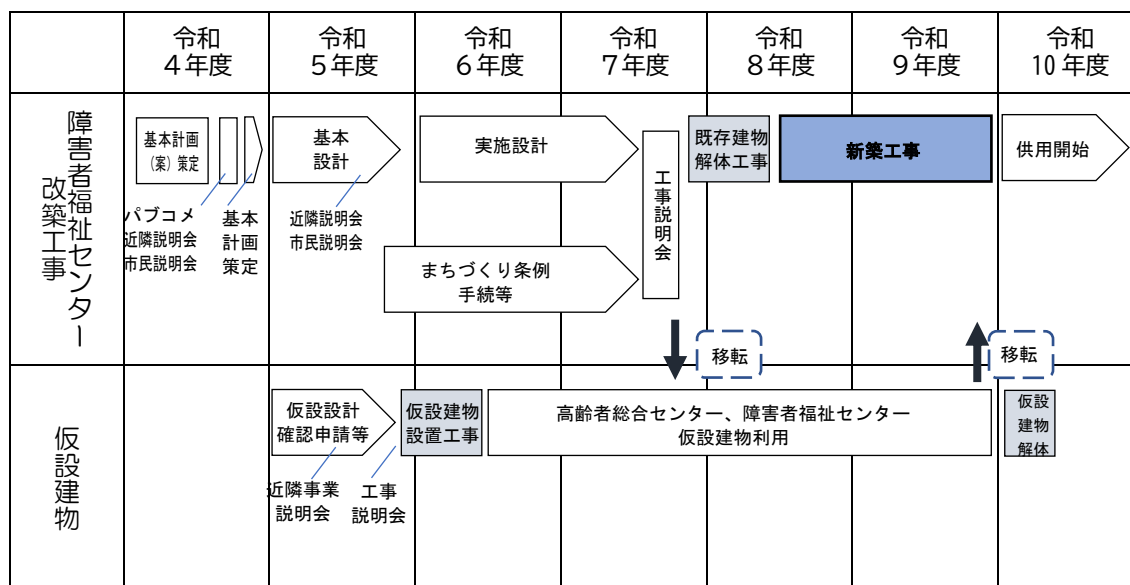 令和
4年度
令和
5年度
令和
6年度
令和
7年度
令和
8年度
令和
9年度
令和
10年度
障害者福祉センター
改築工事
基本計画
（案）策定
パブコメ
近隣説明会
市民説明会
基本
計画
策定
基本
設計
近隣説明会
市民説明会
実施設計
まちづくり条例
手続等
工事説明会
既存建物
解体工事
新築工事
供用開始
移転
移転
仮設建物
仮設設計
確認申請等
近隣事業
説明会
工事
説明会
仮設建物
設置工事
高齢者総合センター、障害者福祉センター
仮設建物利用
仮設
建物
解体